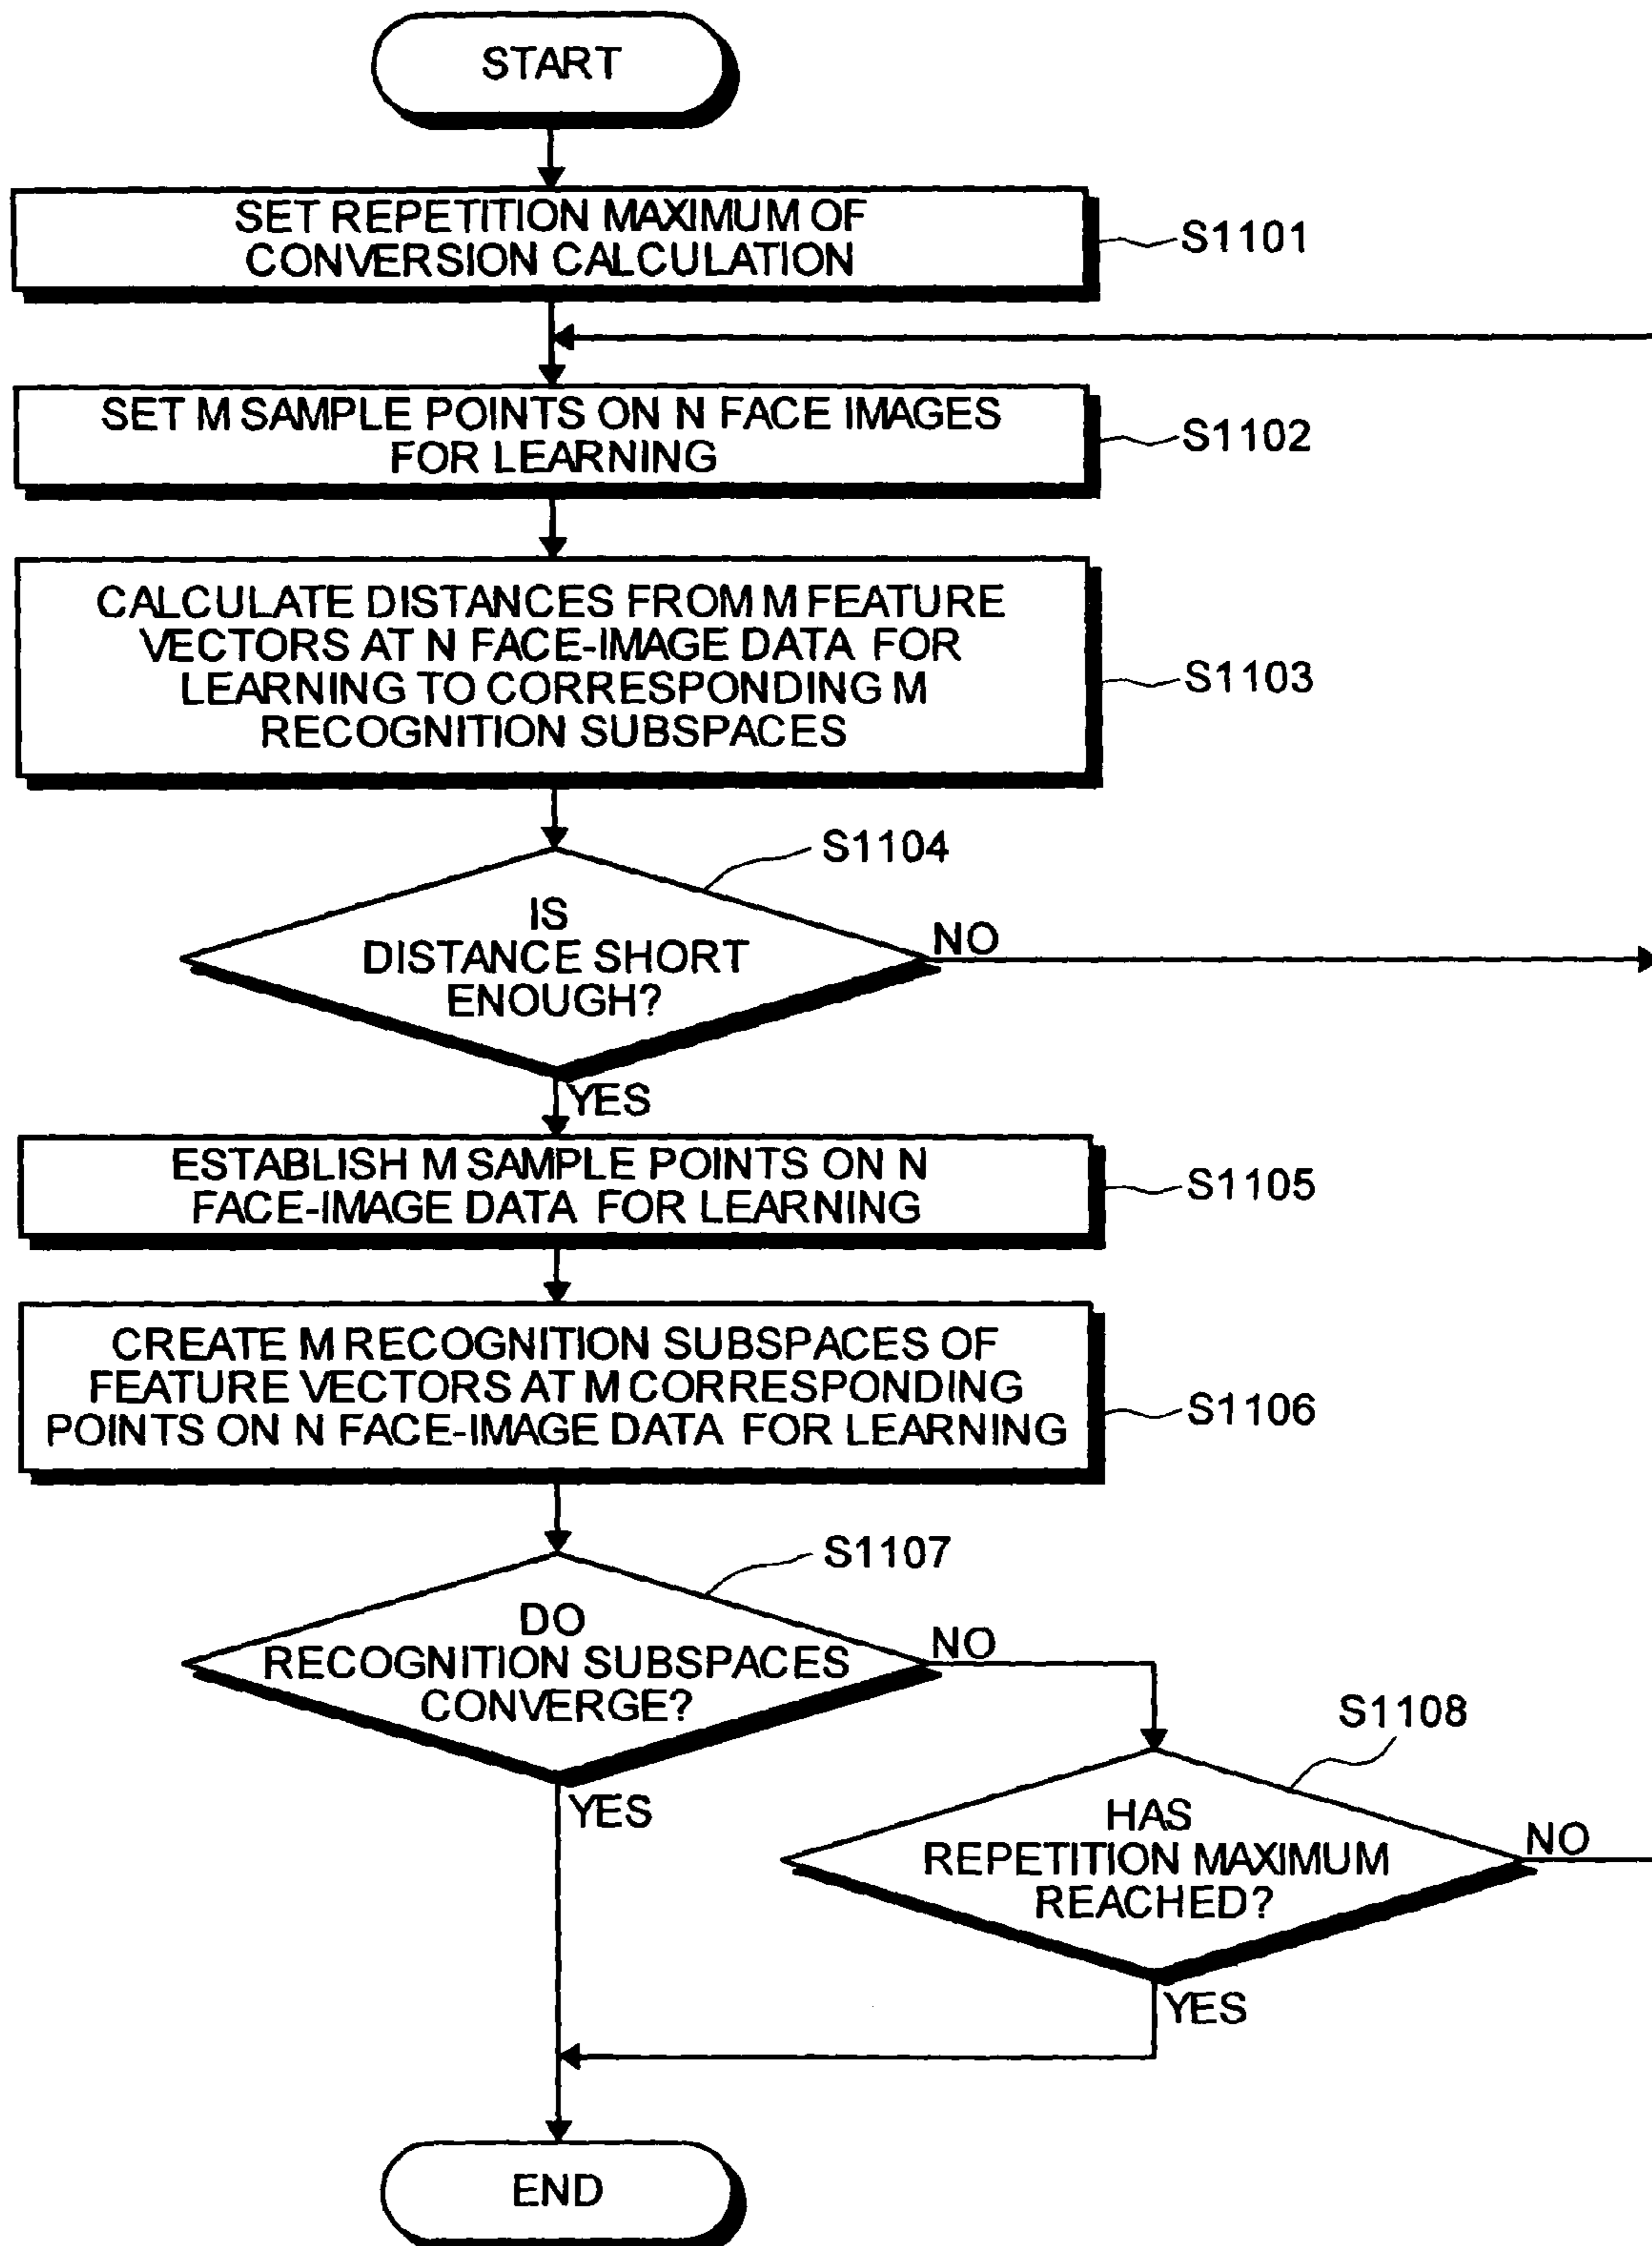 START
SET REPETITION MAXIMUM OF
CONVERSION CALCULATION
S1101
SET M SAMPLE POINTS ON N FACE IMAGES
FOR LEARNING
S1102
CALCULATE DISTANCES FROM M FEATURE
VECTORS AT N FACE-IMAGE DATA FOR
LEARNING TO CORRESPONDING M
RECOGNITION SUBSPACES
S1103
S1104
IS
DISTANCE SHORT
ENOUGH?
NO
YES
ESTABLISH M SAMPLE POINTS ON N
FACE-IMAGE DATA FOR LEARNING
S1105
CREATE M RECOGNITION SUBSPACES OF
FEATURE VECTORS AT M CORRESPONDING
POINTS ON N FACE-IMAGE DATA FOR LEARNING
S1106
S1107
DO
RECOGNITION SUBSPACES
CONVERGE?
NO
YES
S1108
HAS
REPETITION MAXIMUM
REACHED?
NO
YES
END